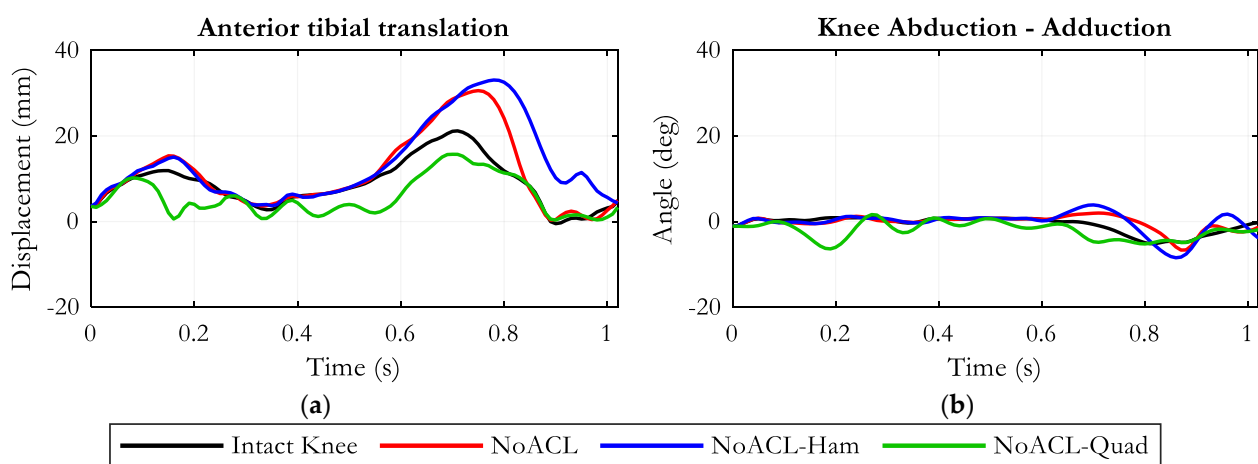 Anterior tibial translation
40
20
0
-20
Displacement (mm)
0 0.2 0.4 0.6 0.8 1
Time (s)
(a)
Knee Abduction - Adduction
40
20
0
-20
Angle (deg)
0 0.2 0.4 0.6 0.8 1
Time (s)
(b)
Intact Knee NoACL NoACL-Ham NoACL-Quad